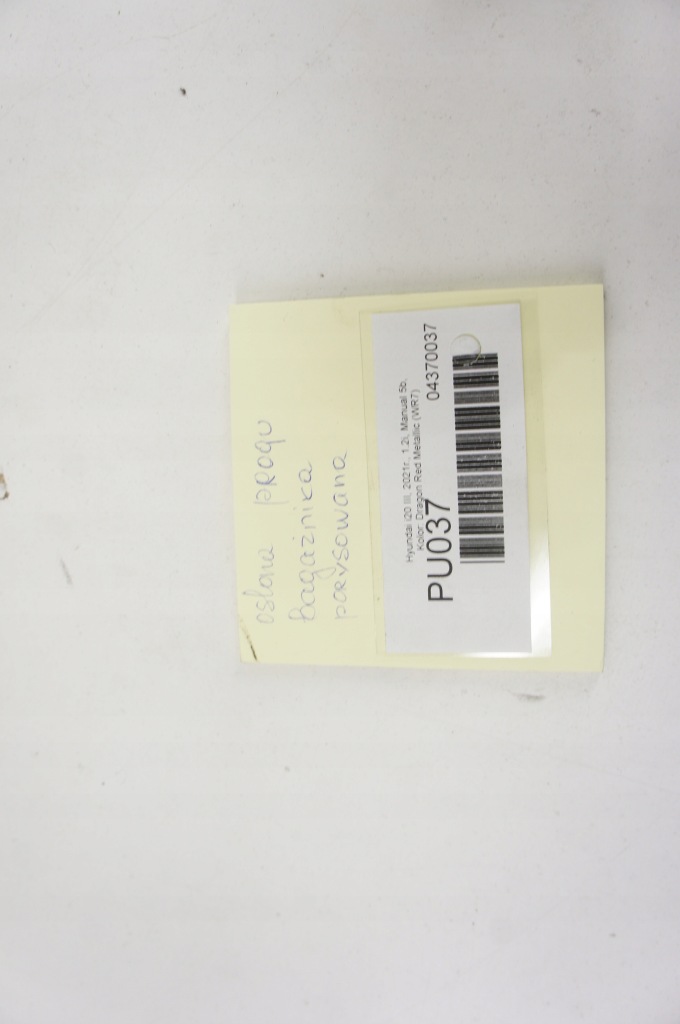 osłona progu
bagażnika
porysowana
Hyundai i20 III, 2021r., 1.2i, Manual 5b,
Kolor: Dragon Red Metallic (WR7)
PU037
04370037